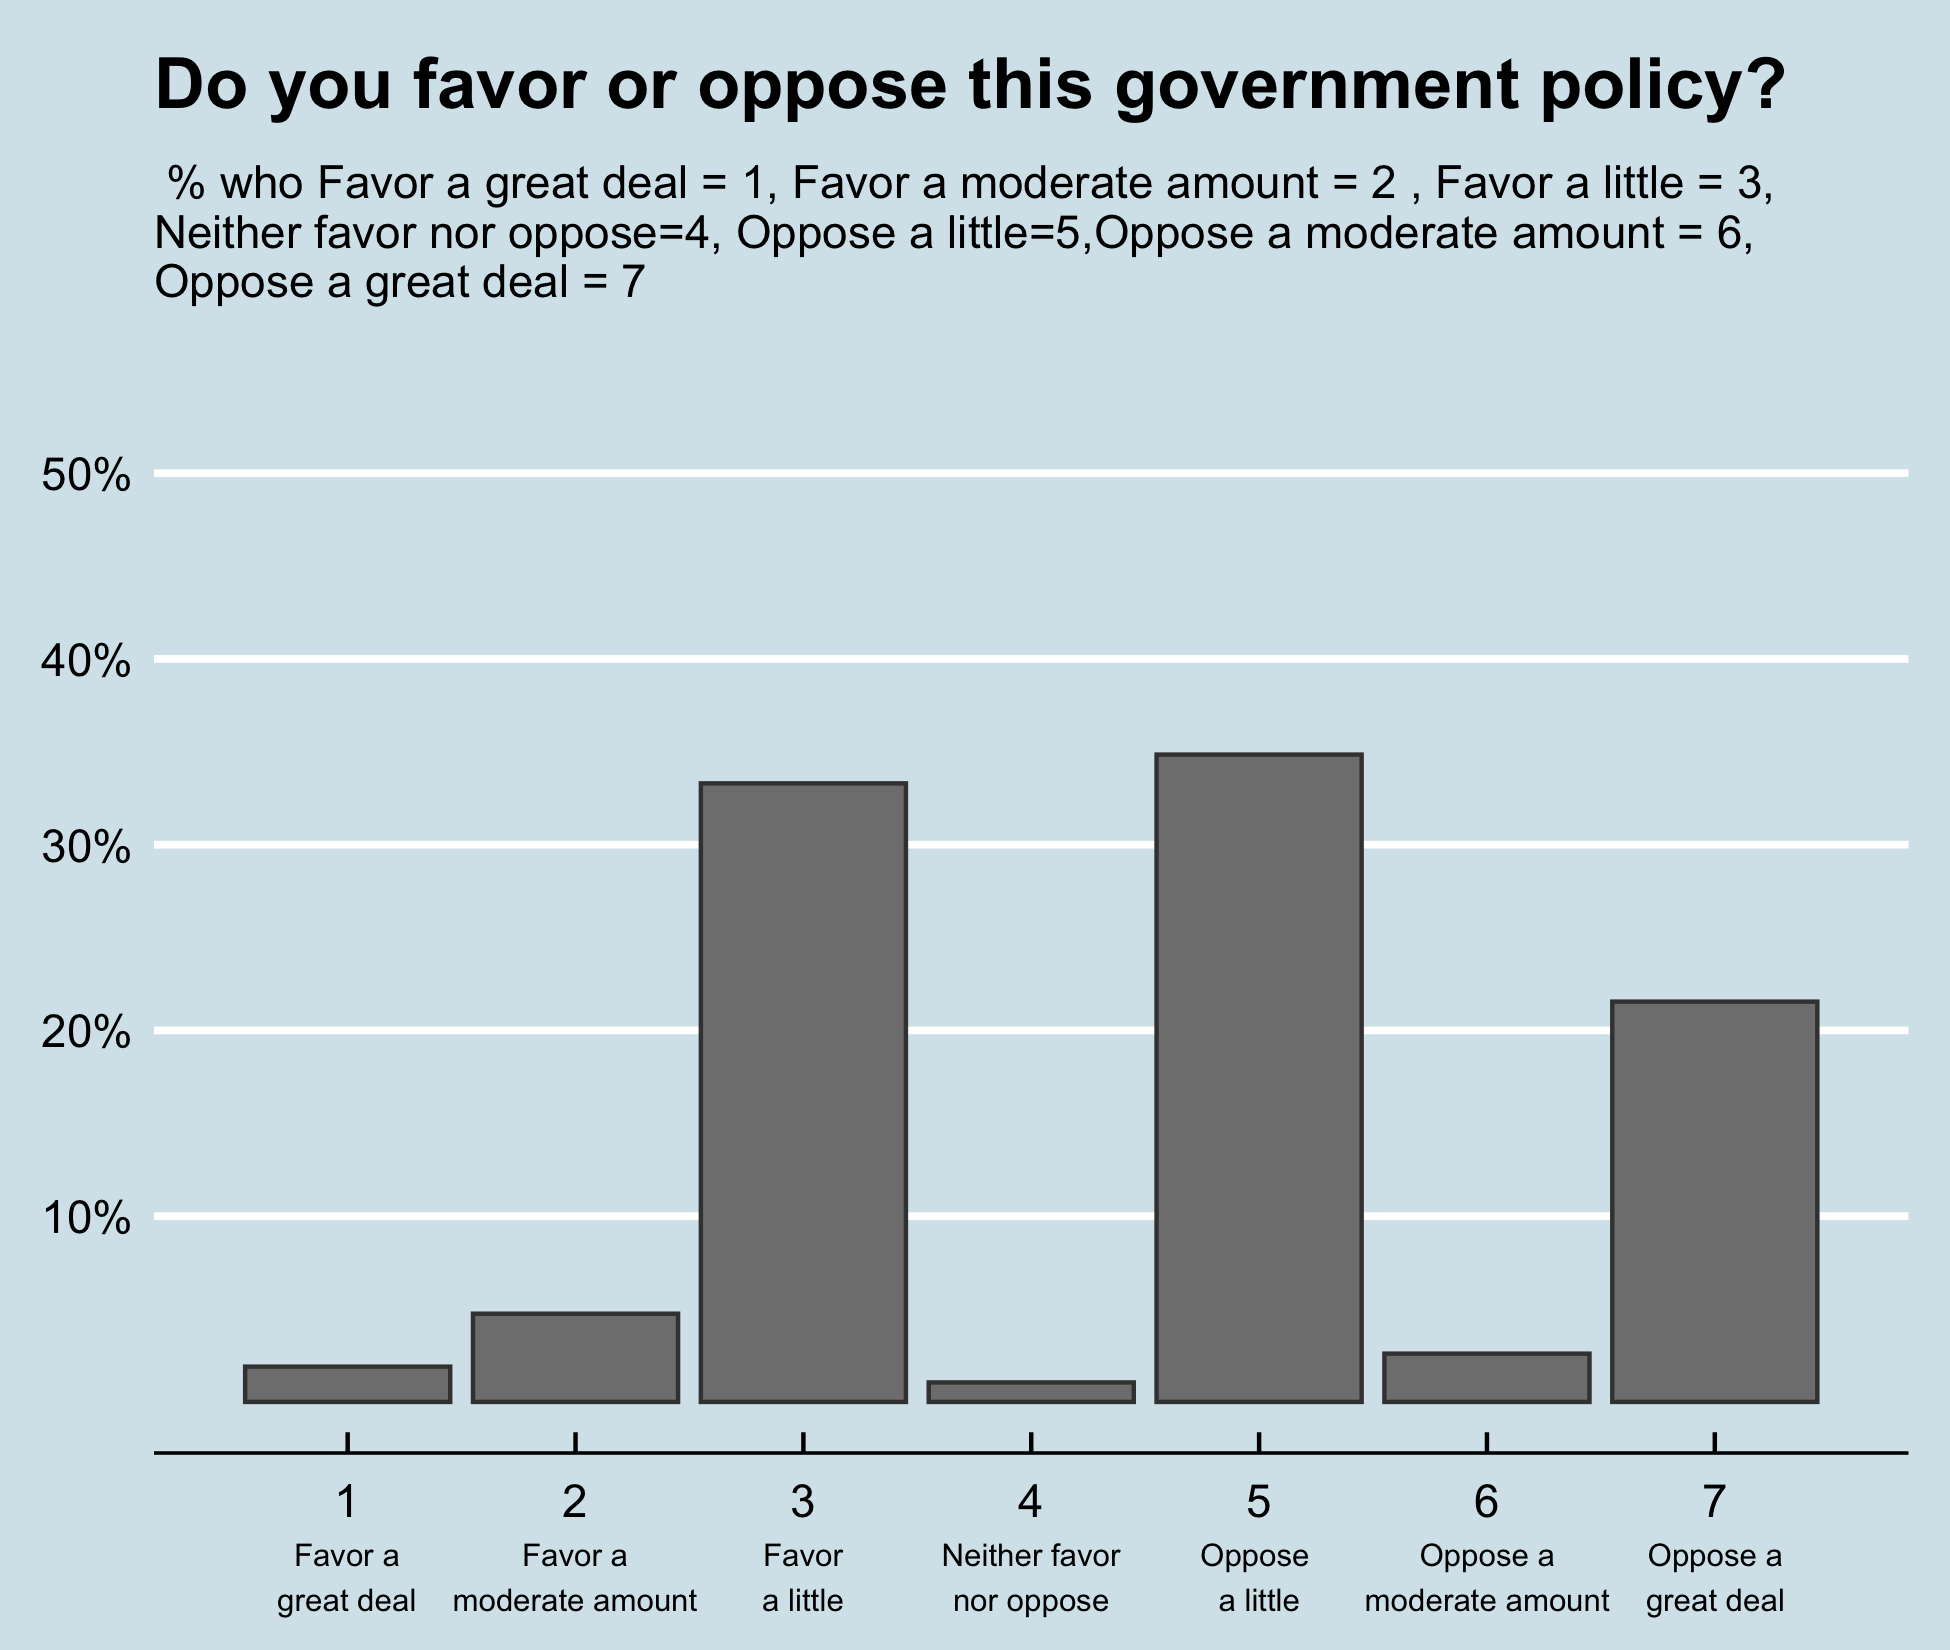 Do you favor or oppose this government policy?
% who Favor a great deal = 1, Favor a moderate amount = 2 , Favor a little = 3,
Neither favor nor oppose=4, Oppose a little=5,Oppose a moderate amount = 6,
Oppose a great deal = 7
50%
40%
30%
20%
10%
1 2 3 4 5 6 7
Favor a Favor a Favor Neither favor Oppose Oppose a Oppose a
great deal moderate amount a little nor oppose a little moderate amount great deal